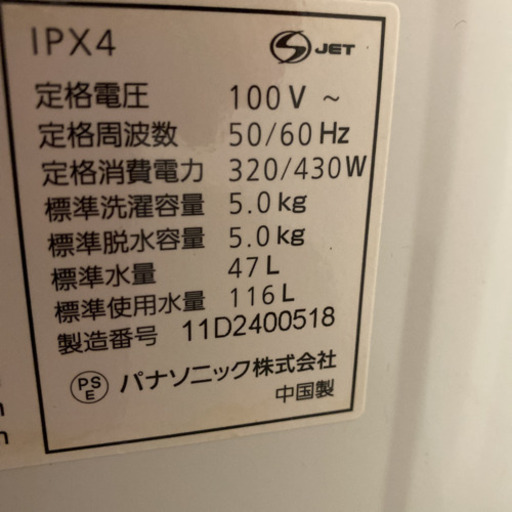 IPX4
S JET
定格電圧 100V ~
定格周波数 50/60Hz
定格消費電力 320/430W
標準洗濯容量 5.0kg
標準脱水容量 5.0kg
標準水量 47L
標準使用水量 116L
製造番号 11D2400518
PSE パナソニック株式会社
中国製